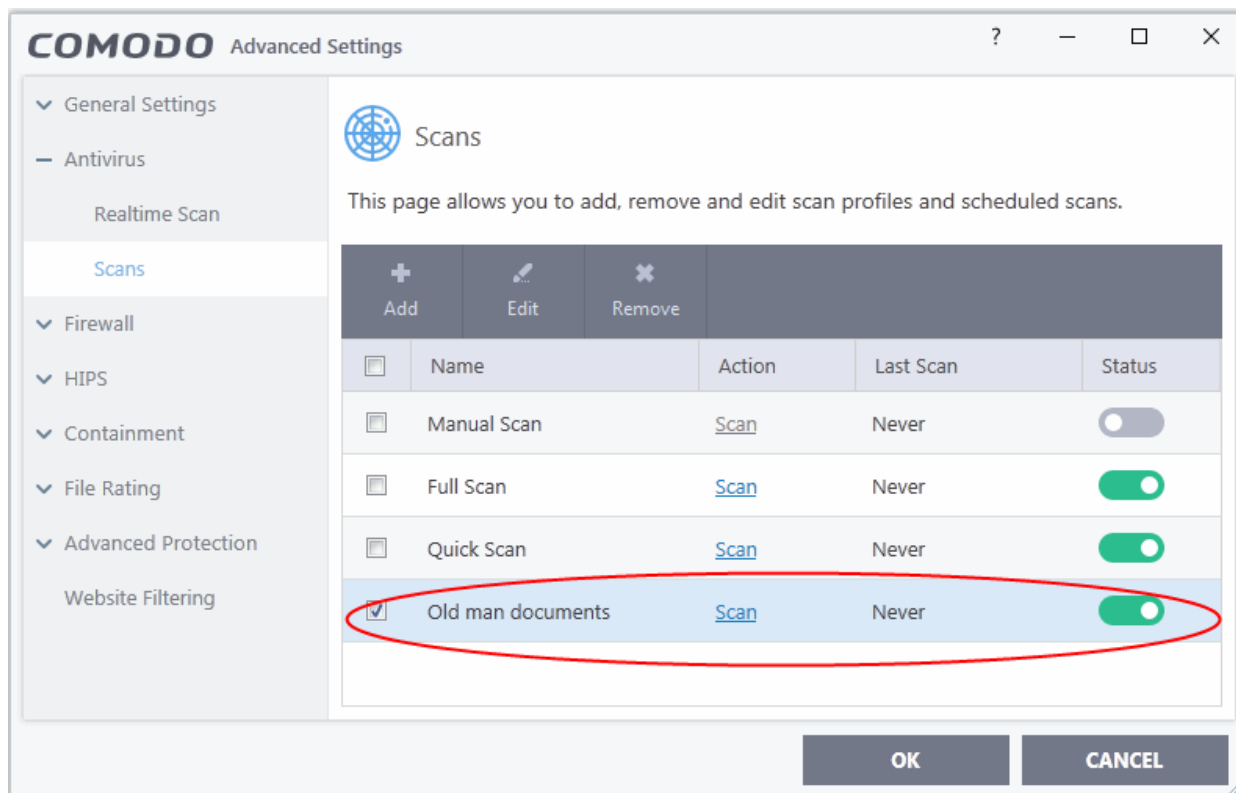 COMODO Advanced Settings ?
General Settings
Antivirus
Realtime Scan
Scans
Firewall
HIPS
Containment
File Rating
Advanced Protection
Website Filtering
Scans
This page allows you to add, remove and edit scan profiles and scheduled scans.
Add Edit Remove
Name Action Last Scan Status
Manual Scan Scan Never
Full Scan Scan Never
Quick Scan Scan Never
Old man documents Scan Never
OK CANCEL